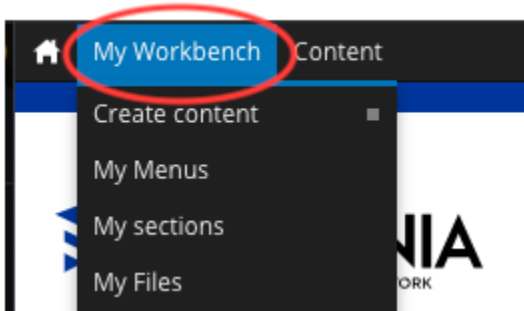 My Workbench Content
Create content
My Menus
My sections
NIA
My Files
ORK